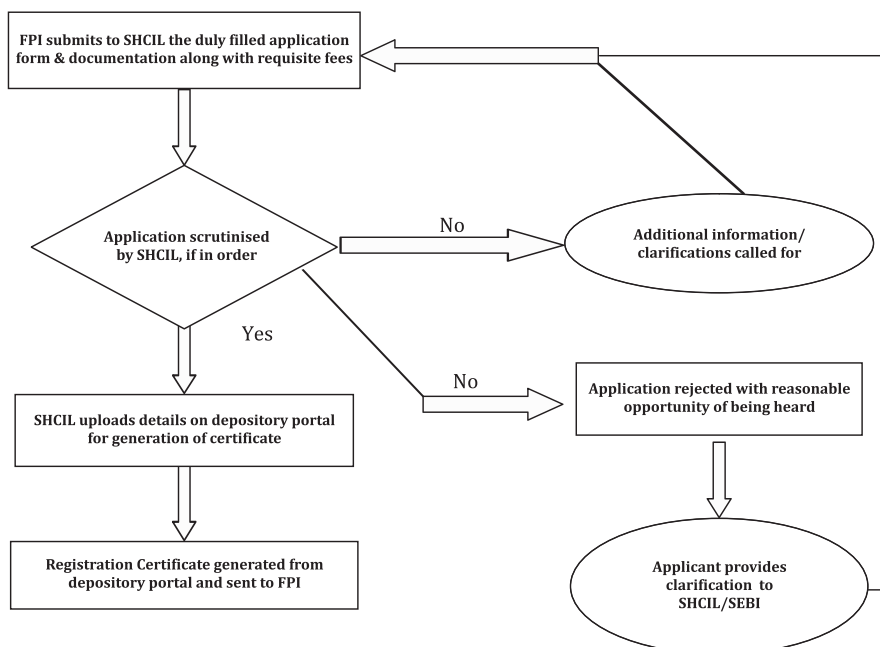 FPI submits to SHCIL the duly filled application
form & documentation along with requisite fees
Application scrutinised
by SHCIL, if in order
No
Additional information/
clarifications called for
Yes
No
Application rejected with reasonable
opportunity of being heard
SHCIL uploads details on depository portal
for generation of certificate
Registration Certificate generated from
depository portal and sent to FPI
Applicant provides
clarification to
SHCIL/SEBI